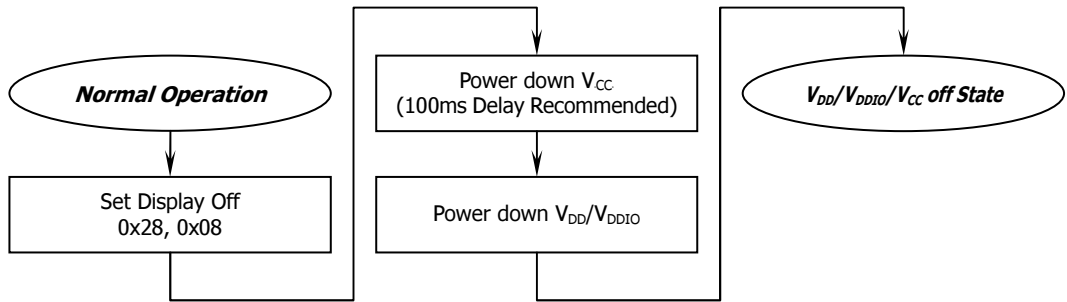 Normal Operation
Set Display Off
0x28, 0x08
Power down VCC
(100ms Delay Recommended)
Power down VDD/VDDIO
VDD/VDDIO/VCC off State